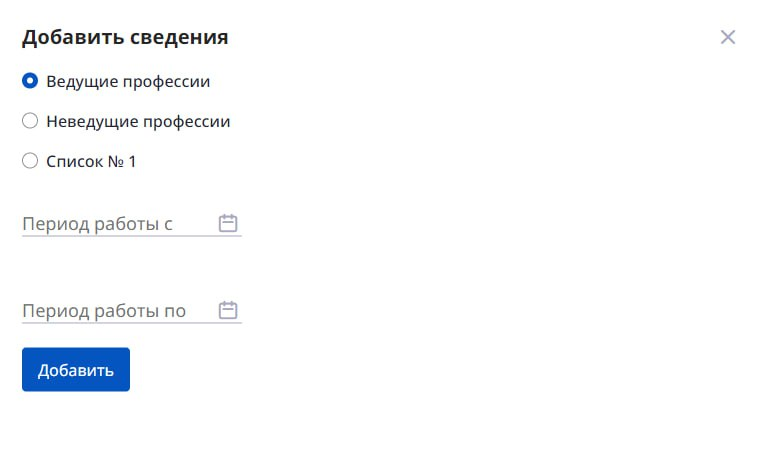 Добавить сведения
Ведущие профессии
Неведущие профессии
Список № 1
Период работы с
Период работы по
Добавить